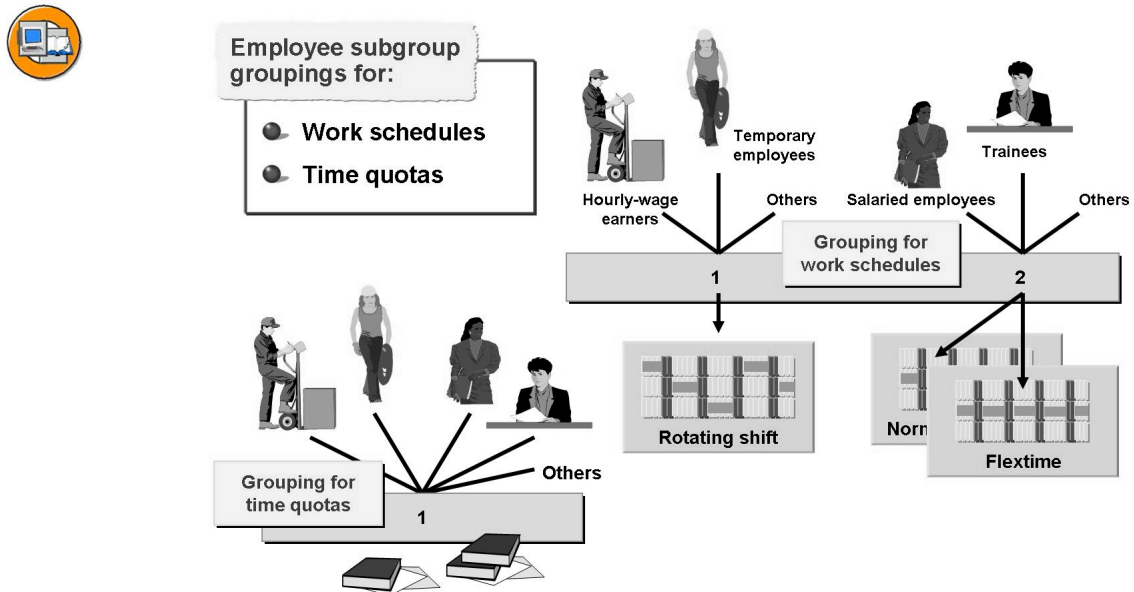 Employee subgroup
groupings for:
Work schedules
Time quotas
Temporary
employees
Trainees
Hourly-wage
earners
Others
Salaried employees
Others
Grouping for
work schedules
1
2
Rotating shift
Norn
Flextime
Others
Grouping for
time quotas
1